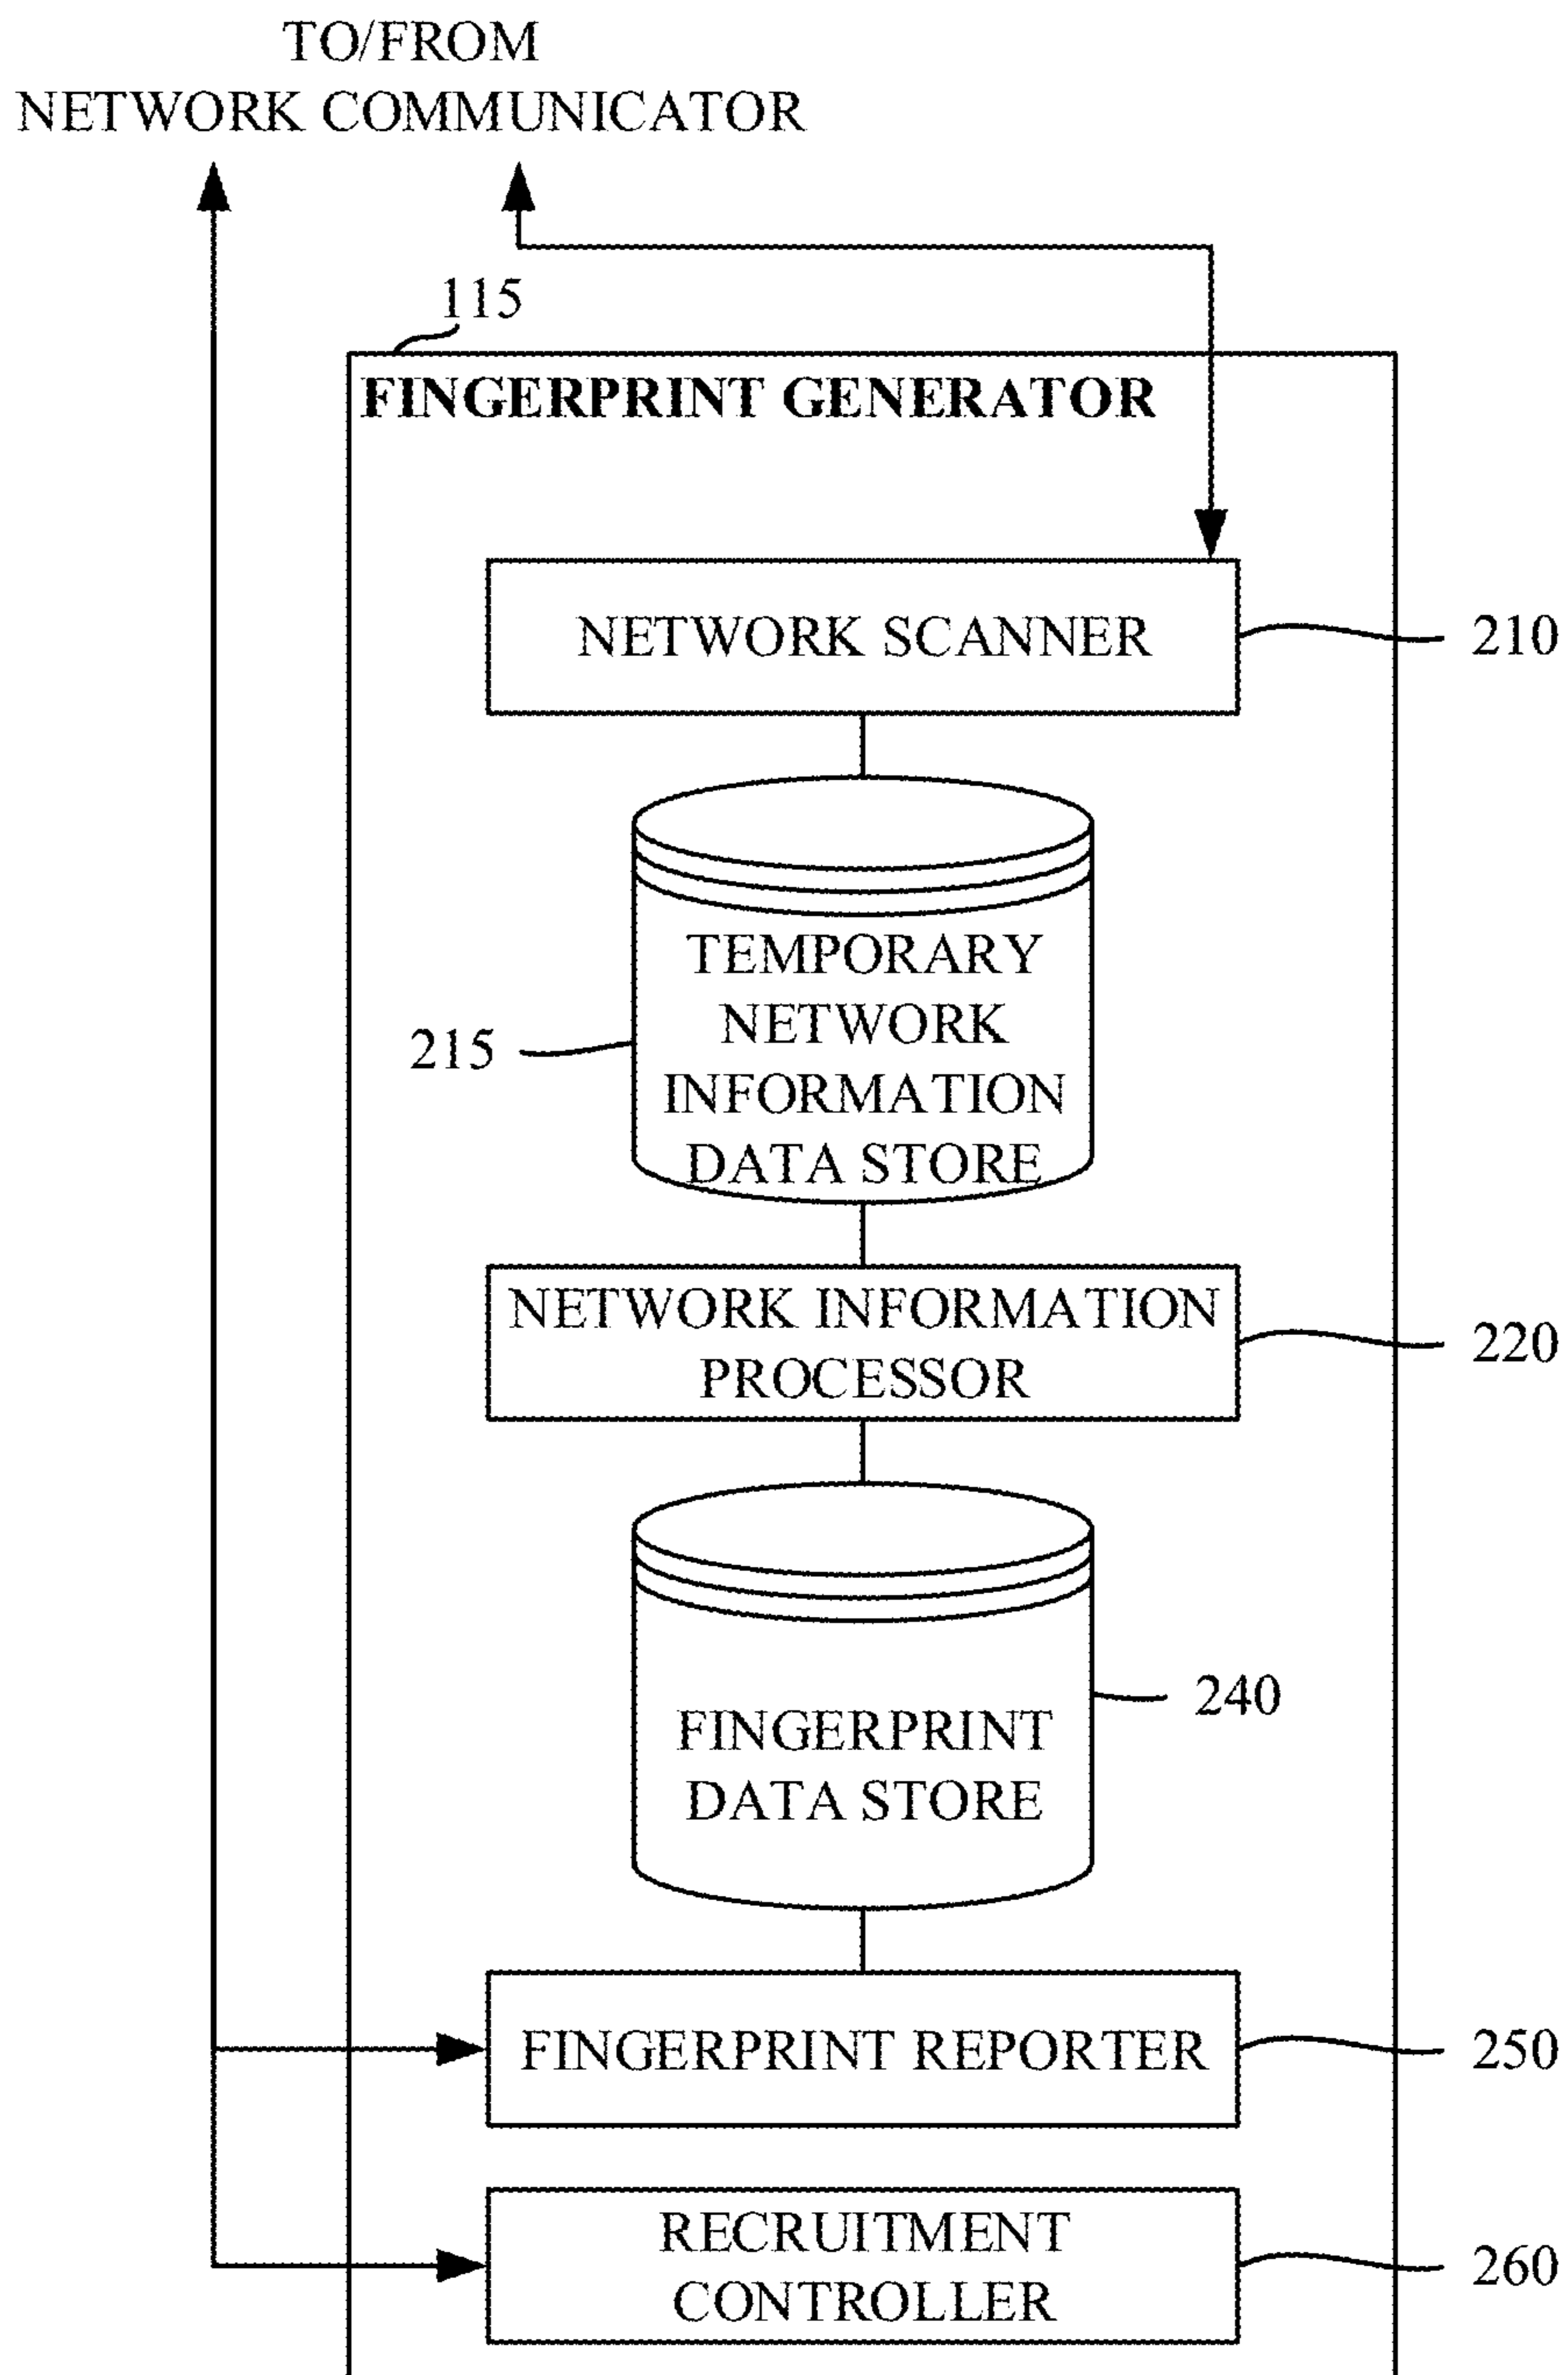 TO/FROM
NETWORK COMMUNICATOR
115
FINGERPRINT GENERATOR
NETWORK SCANNER
210
TEMPORARY
NETWORK
INFORMATION
DATA STORE
215
NETWORK INFORMATION
PROCESSOR
220
FINGERPRINT
DATA STORE
240
FINGERPRINT REPORTER
250
RECRUITMENT
CONTROLLER
260